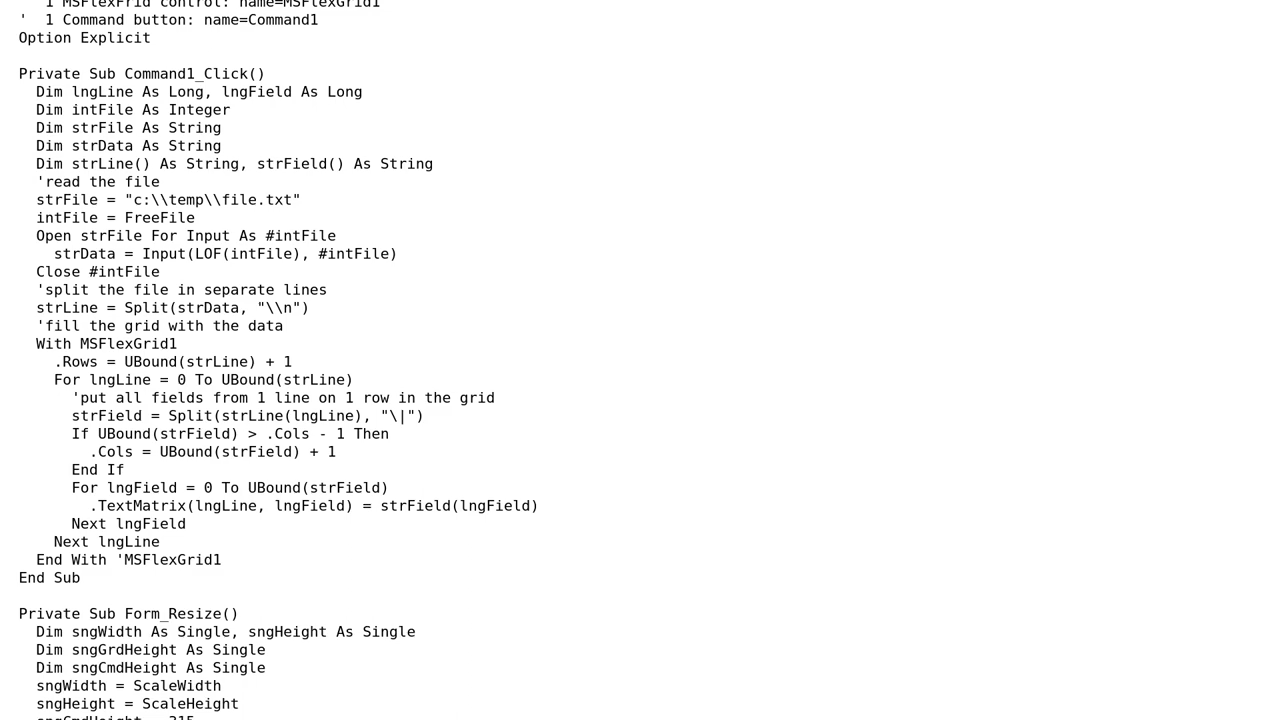 '  1 MSFlexFrid control: name=MSFlexGrid1
'  1 Command button: name=Command1
Option Explicit

Private Sub Command1_Click()
  Dim lngLine As Long, lngField As Long
  Dim intFile As Integer
  Dim strFile As String
  Dim strData As String
  Dim strLine() As String, strField() As String
  'read the file
  strFile = "c:\\temp\\file.txt"
  intFile = FreeFile
  Open strFile For Input As #intFile
    strData = Input(LOF(intFile), #intFile)
  Close #intFile
  'split the file in separate lines
  strLine = Split(strData, "\\n")
  'fill the grid with the data
  With MSFlexGrid1
    .Rows = UBound(strLine) + 1
    For lngLine = 0 To UBound(strLine)
      'put all fields from 1 line on 1 row in the grid
      strField = Split(strLine(lngLine), "\|")
      If UBound(strField) > .Cols - 1 Then
        .Cols = UBound(strField) + 1
      End If
      For lngField = 0 To UBound(strField)
        .TextMatrix(lngLine, lngField) = strField(lngField)
      Next lngField
    Next lngLine
  End With 'MSFlexGrid1
End Sub

Private Sub Form_Resize()
  Dim sngWidth As Single, sngHeight As Single
  Dim sngGrdHeight As Single
  Dim sngCmdHeight As Single
  sngWidth = ScaleWidth
  sngHeight = ScaleHeight
  sngCmdHeight = 315